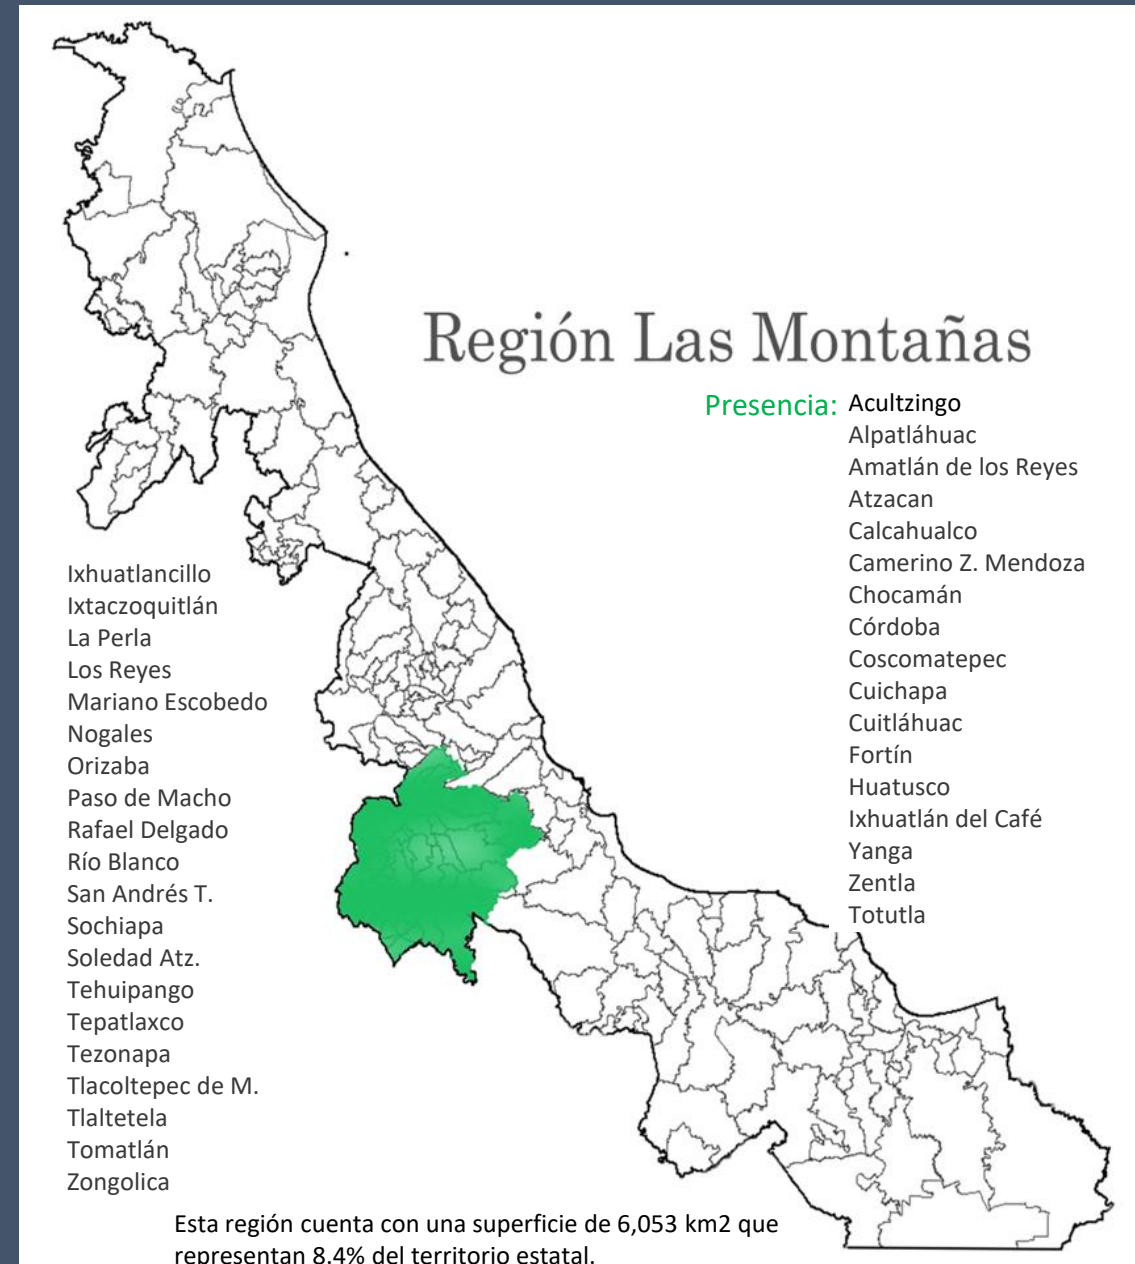 Región Las Montañas
Presencia: Acultzingo
Alpatláhuac
Amatlán de los Reyes
Atzacan
Calcahualco
Camerino Z. Mendoza
Chocamán
Córdoba
Coscomatepec
Cuichapa
Cuitláhuac
Fortín
Huatusco
Ixhuatlán del Café
Yanga
Zentla
Totutla
Ixhuatlancillo
Ixtaczoquitlán
La Perla
Los Reyes
Mariano Escobedo
Nogales
Orizaba
Paso de Macho
Rafael Delgado
Río Blanco
San Andrés T.
Sochiapa
Soledad Atz.
Tehuipango
Tepatlaxco
Tezonapa
Tlacoltepec de M.
Tlaltetela
Tomatlán
Zongolica
Esta región cuenta con una superficie de 6,053 km2 que
representan 8.4% del territorio estatal.